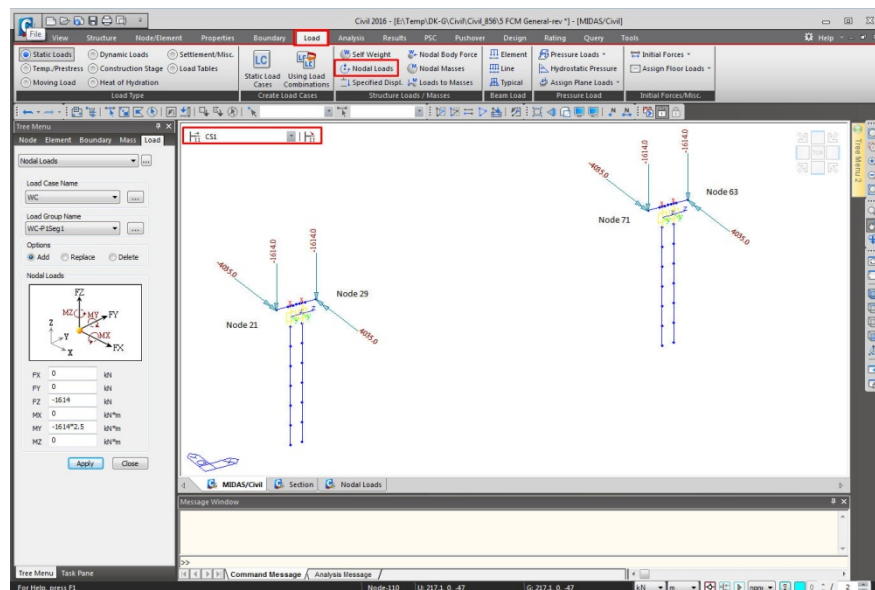 Civil 2016 - [E:\Temp\DK-G\Civil\Civil_856\5 FCM General-rev *] - [MIDAS/Civil]
File View Structure Node/Element Properties Boundary Load Analysis Results PSC Pushover Design Rating Query Tools Help
Static Loads Dynamic Loads Settlement/Misc.
Temp./Prestress Construction Stage Load Tables
Moving Load Heat of Hydration
Load Type
LC
Static Load Cases
Using Load Combinations
Create Load Cases
Self Weight Nodal Body Force
Nodal Loads Nodal Masses
Specified Displ. Loads to Masses
Structure Loads / Masses
Element
Line
Typical
Beam Load
Pressure Loads
Hydrostatic Pressure
Assign Plane Loads
Pressure Load
Initial Forces
Assign Floor Loads
Initial Forces/Misc.
Tree Menu
Node Element Boundary Mass Load
Nodal Loads
Load Case Name
WC
Load Group Name
WC-P1Seg1
Options
Add Replace Delete
Nodal Loads
FZ
MZ MY FY
MX
FX
Z
Y
X
FX 0 kN
FY 0 kN
FZ -1614 kN
MX 0 kN*m
MY -1614*2.5 kN*m
MZ 0 kN*m
Apply Close
CS1
-4035.0
-1614.0
-1614.0
Node 63
Node 71
4035.0
-4035.0
-1614.0
-1614.0
Node 29
Node 21
4035.0
MIDAS/Civil Section Nodal Loads
Message Window
>>
Command Message Analysis Message
Tree Menu Task Pane
For Help, press F1
Node-110 U: 217.1, 0, -47 G: 217.1, 0, -47 kN m
2
Tree Menu 2